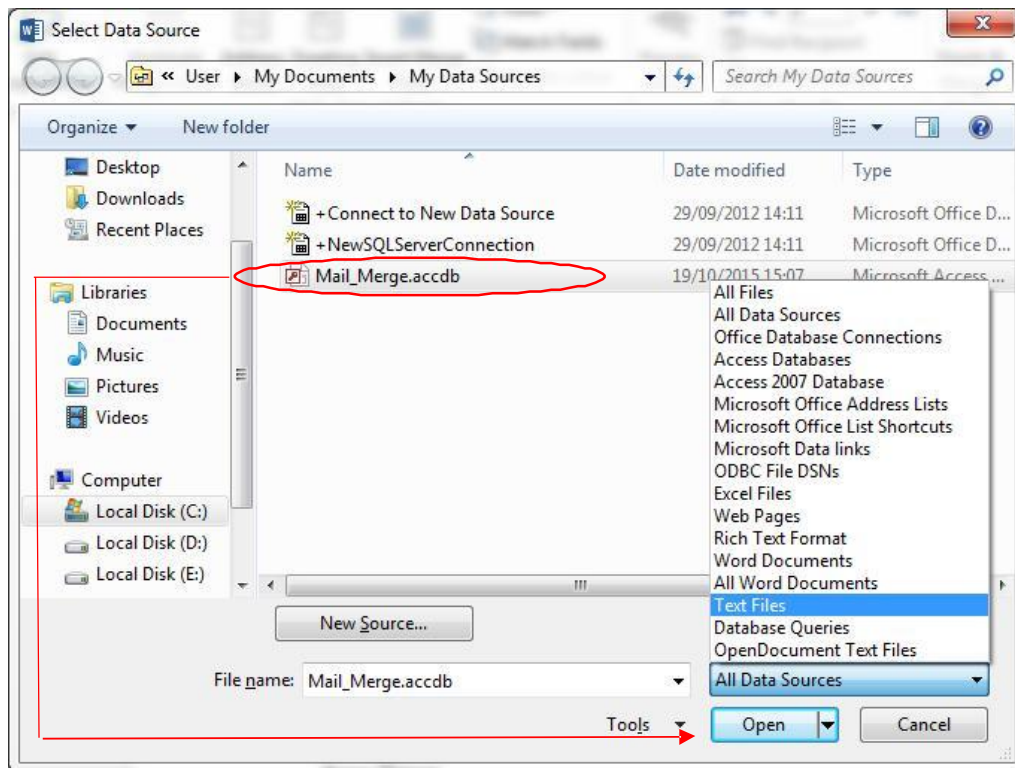 Select Data Source
« User ▸ My Documents ▸ My Data Sources
Search My Data Sources
Organize
New folder
Desktop
Downloads
Recent Places
Libraries
Documents
Music
Pictures
Videos
Computer
Local Disk (C:)
Local Disk (D:)
Local Disk (E:)
Name Date modified Type
+Connect to New Data Source 29/09/2012 14:11 Microsoft Office D...
+NewSQLServerConnection 29/09/2012 14:11 Microsoft Office D...
Mail_Merge.accdb 19/10/2015 15:07 Microsoft Access ...
All Files
All Data Sources
Office Database Connections
Access Databases
Access 2007 Database
Microsoft Office Address Lists
Microsoft Office List Shortcuts
Microsoft Data links
ODBC File DSNs
Excel Files
Web Pages
Rich Text Format
Word Documents
All Word Documents
Text Files
Database Queries
OpenDocument Text Files
New Source...
File name: Mail_Merge.accdb
All Data Sources
Tools
Open
Cancel